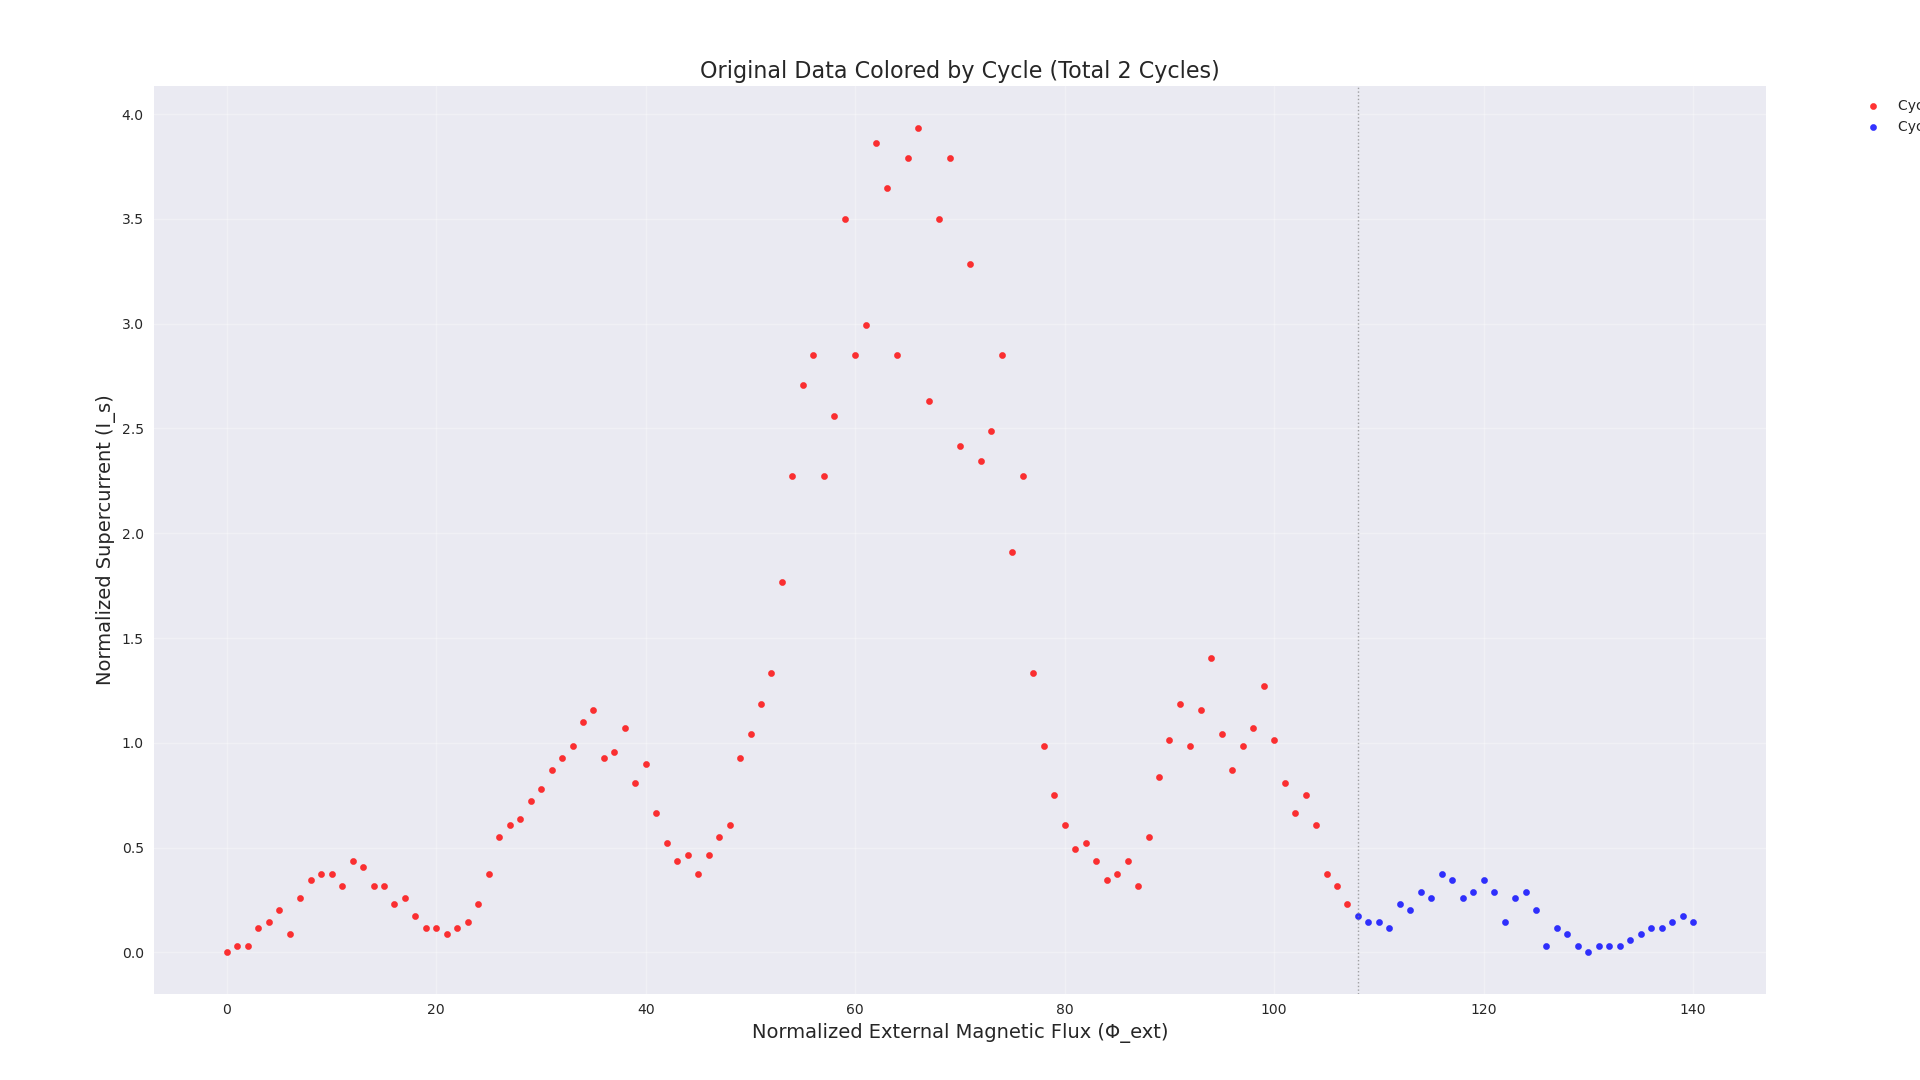 Original Data Colored by Cycle (Total 2 Cycles)
Cyc
Cyc
4.0
3.5
3.0
2.5
2.0
1.5
1.0
0.5
0.0
Normalized Supercurrent (I_s)
0 20 40 60 80 100 120 140
Normalized External Magnetic Flux (Φ_ext)